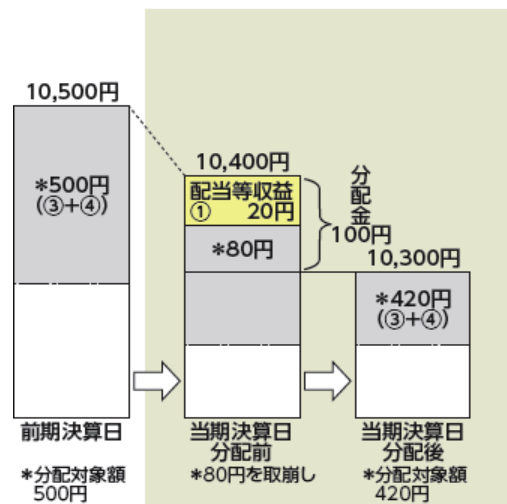 10,500円
*500円
(③+④)
10,400円
配当等収益
① 20円
*80円
分配金
100円
10,300円
*420円
(③+④)
前期決算日
*分配対象額
500円
当期決算日
分配前
*80円を取崩し
当期決算日
分配後
*分配対象額
420円